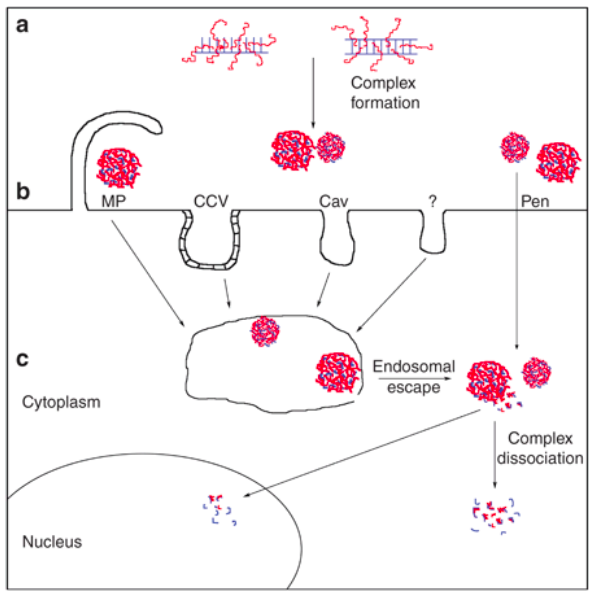 a
Complex
formation
b
MP
CCV
Cav
?
Pen
c
Endosomal
escape
Cytoplasm
Complex
dissociation
Nucleus